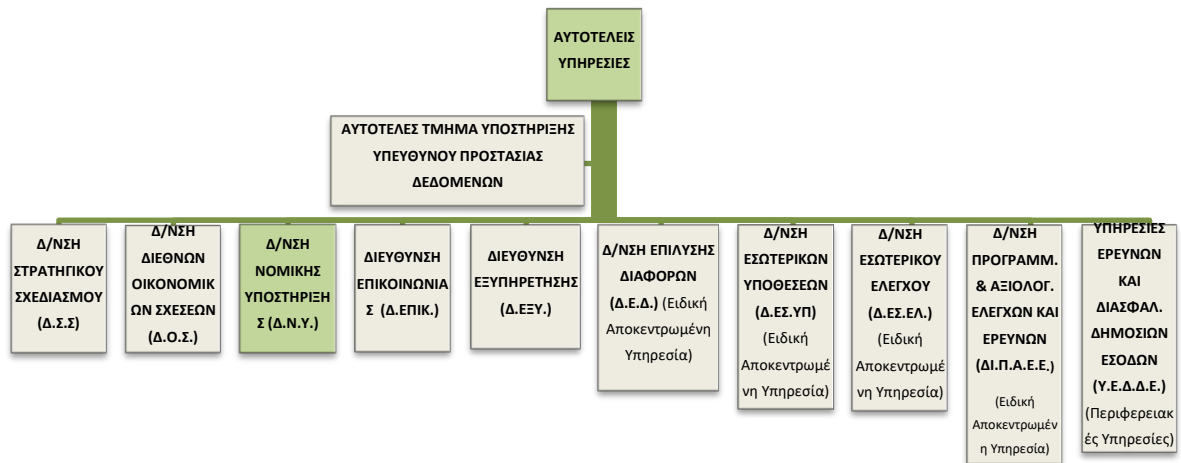 ΑΥΤΟΤΕΛΕΙΣ
ΥΠΗΡΕΣΙΕΣ
ΑΥΤΟΤΕΛΕΣ ΤΜΗΜΑ ΥΠΟΣΤΗΡΙΞΗΣ
ΥΠΕΥΘΥΝΟΥ ΠΡΟΣΤΑΣΙΑΣ
ΔΕΔΟΜΕΝΩΝ
Δ/ΝΣΗ
ΣΤΡΑΤΗΓΙΚΟΥ
ΣΧΕΔΙΑΣΜΟΥ
(Δ.Σ.Σ)
Δ/ΝΣΗ
ΔΙΕΘΝΩΝ
ΟΙΚΟΝΟΜΙΚ
ΩΝ ΣΧΕΣΕΩΝ
(Δ.Ο.Σ.)
Δ/ΝΣΗ
ΝΟΜΙΚΗΣ
ΥΠΟΣΤΗΡΙΞΗ
Σ (Δ.Ν.Υ.)
ΔΙΕΥΘΥΝΣΗ
ΕΠΙΚΟΙΝΩΝΙΑ
Σ (Δ.ΕΠΙΚ.)
ΔΙΕΥΘΥΝΣΗ
ΕΞΥΠΗΡΕΤΗΣΗΣ
(Δ.ΕΞΥ.)
Δ/ΝΣΗ ΕΠΙΛΥΣΗΣ
ΔΙΑΦΟΡΩΝ
(Δ.Ε.Δ.) (Ειδική
Αποκεντρωμένη
Υπηρεσία)
Δ/ΝΣΗ
ΕΣΩΤΕΡΙΚΩΝ
ΥΠΟΘΕΣΕΩΝ
(Δ.ΕΣ.ΥΠ)
(Ειδική
Αποκεντρωμέ
νη Υπηρεσία)
Δ/ΝΣΗ
ΕΣΩΤΕΡΙΚΟΥ
ΕΛΕΓΧΟΥ
(Δ.ΕΣ.ΕΛ.)
(Ειδική
Αποκεντρωμέ
νη Υπηρεσία)
Δ/ΝΣΗ
ΠΡΟΓΡΑΜΜ.
& ΑΞΙΟΛΟΓ.
ΕΛΕΓΧΩΝ ΚΑΙ
ΕΡΕΥΝΩΝ
(ΔΙ.Π.Α.Ε.Ε.)
(Ειδική
Αποκεντρωμέν
η Υπηρεσία)
ΥΠΗΡΕΣΙΕΣ
ΕΡΕΥΝΩΝ
ΚΑΙ
ΔΙΑΣΦΑΛ.
ΔΗΜΟΣΙΩΝ
ΕΣΟΔΩΝ
(Υ.Ε.Δ.Δ.Ε.)
(Περιφερειακ
ές Υπηρεσίες)